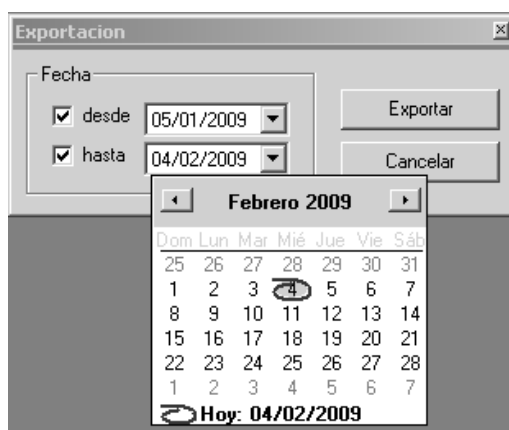 Exportacion
Fecha
desde 05/01/2009 Exportar
hasta 04/02/2009 Cancelar
Febrero 2009
Dom Lun Mar Mié Jue Vie Sáb
25 26 27 28 29 30 31
1 2 3 4 5 6 7
8 9 10 11 12 13 14
15 16 17 18 19 20 21
22 23 24 25 26 27 28
1 2 3 4 5 6 7
Hoy: 04/02/2009